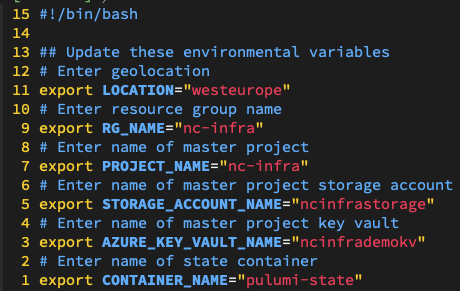 15 #!/bin/bash
14
13 ## Update these environmental variables
12 # Enter geolocation
11 export LOCATION="westeurope"
10 # Enter resource group name
9 export RG_NAME="nc-infra"
8 # Enter name of master project
7 export PROJECT_NAME="nc-infra"
6 # Enter name of master project storage account
5 export STORAGE_ACCOUNT_NAME="ncinfrastorage"
4 # Enter name of master project key vault
3 export AZURE_KEY_VAULT_NAME="ncinfrademokv"
2 # Enter name of state container
1 export CONTAINER_NAME="pulumi-state"